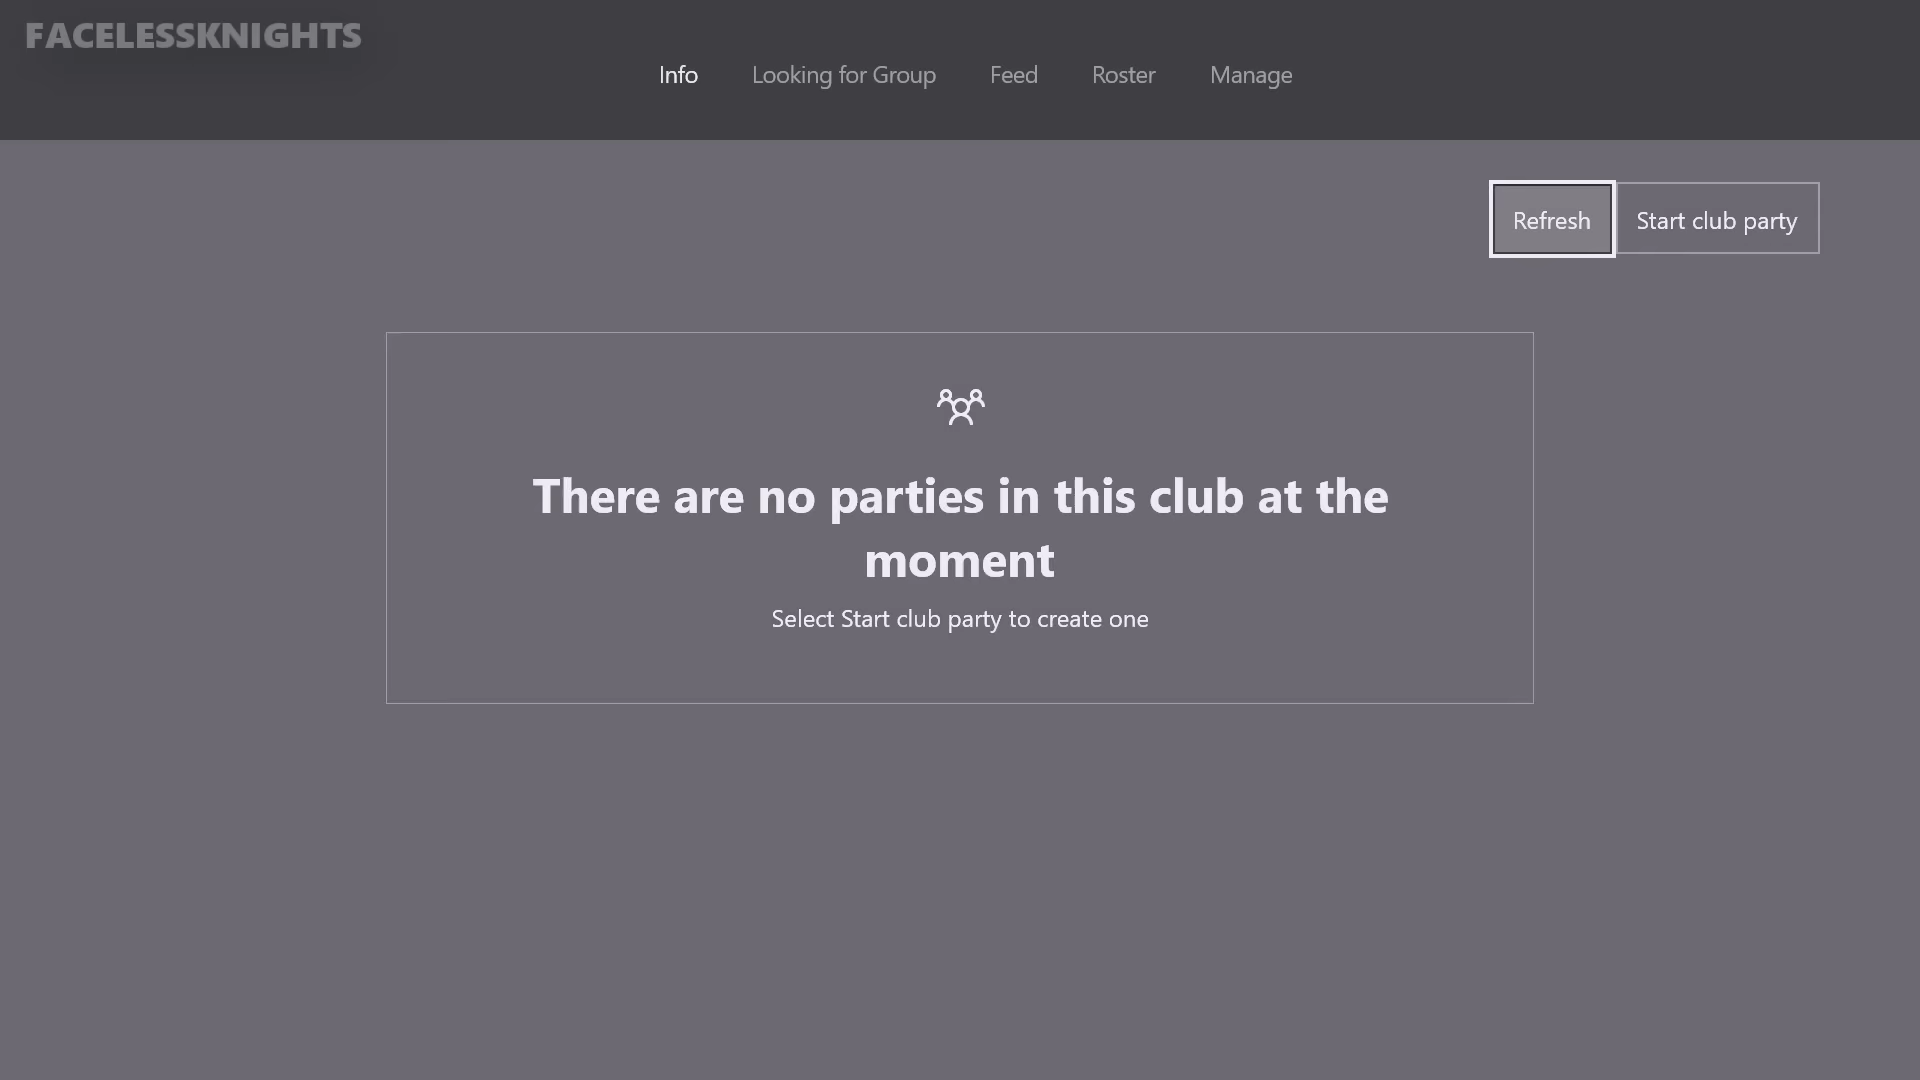 FACELESSKNIGHTS
Info Looking for Group Feed Roster Manage
Refresh Start club party
There are no parties in this club at the
moment
Select Start club party to create one